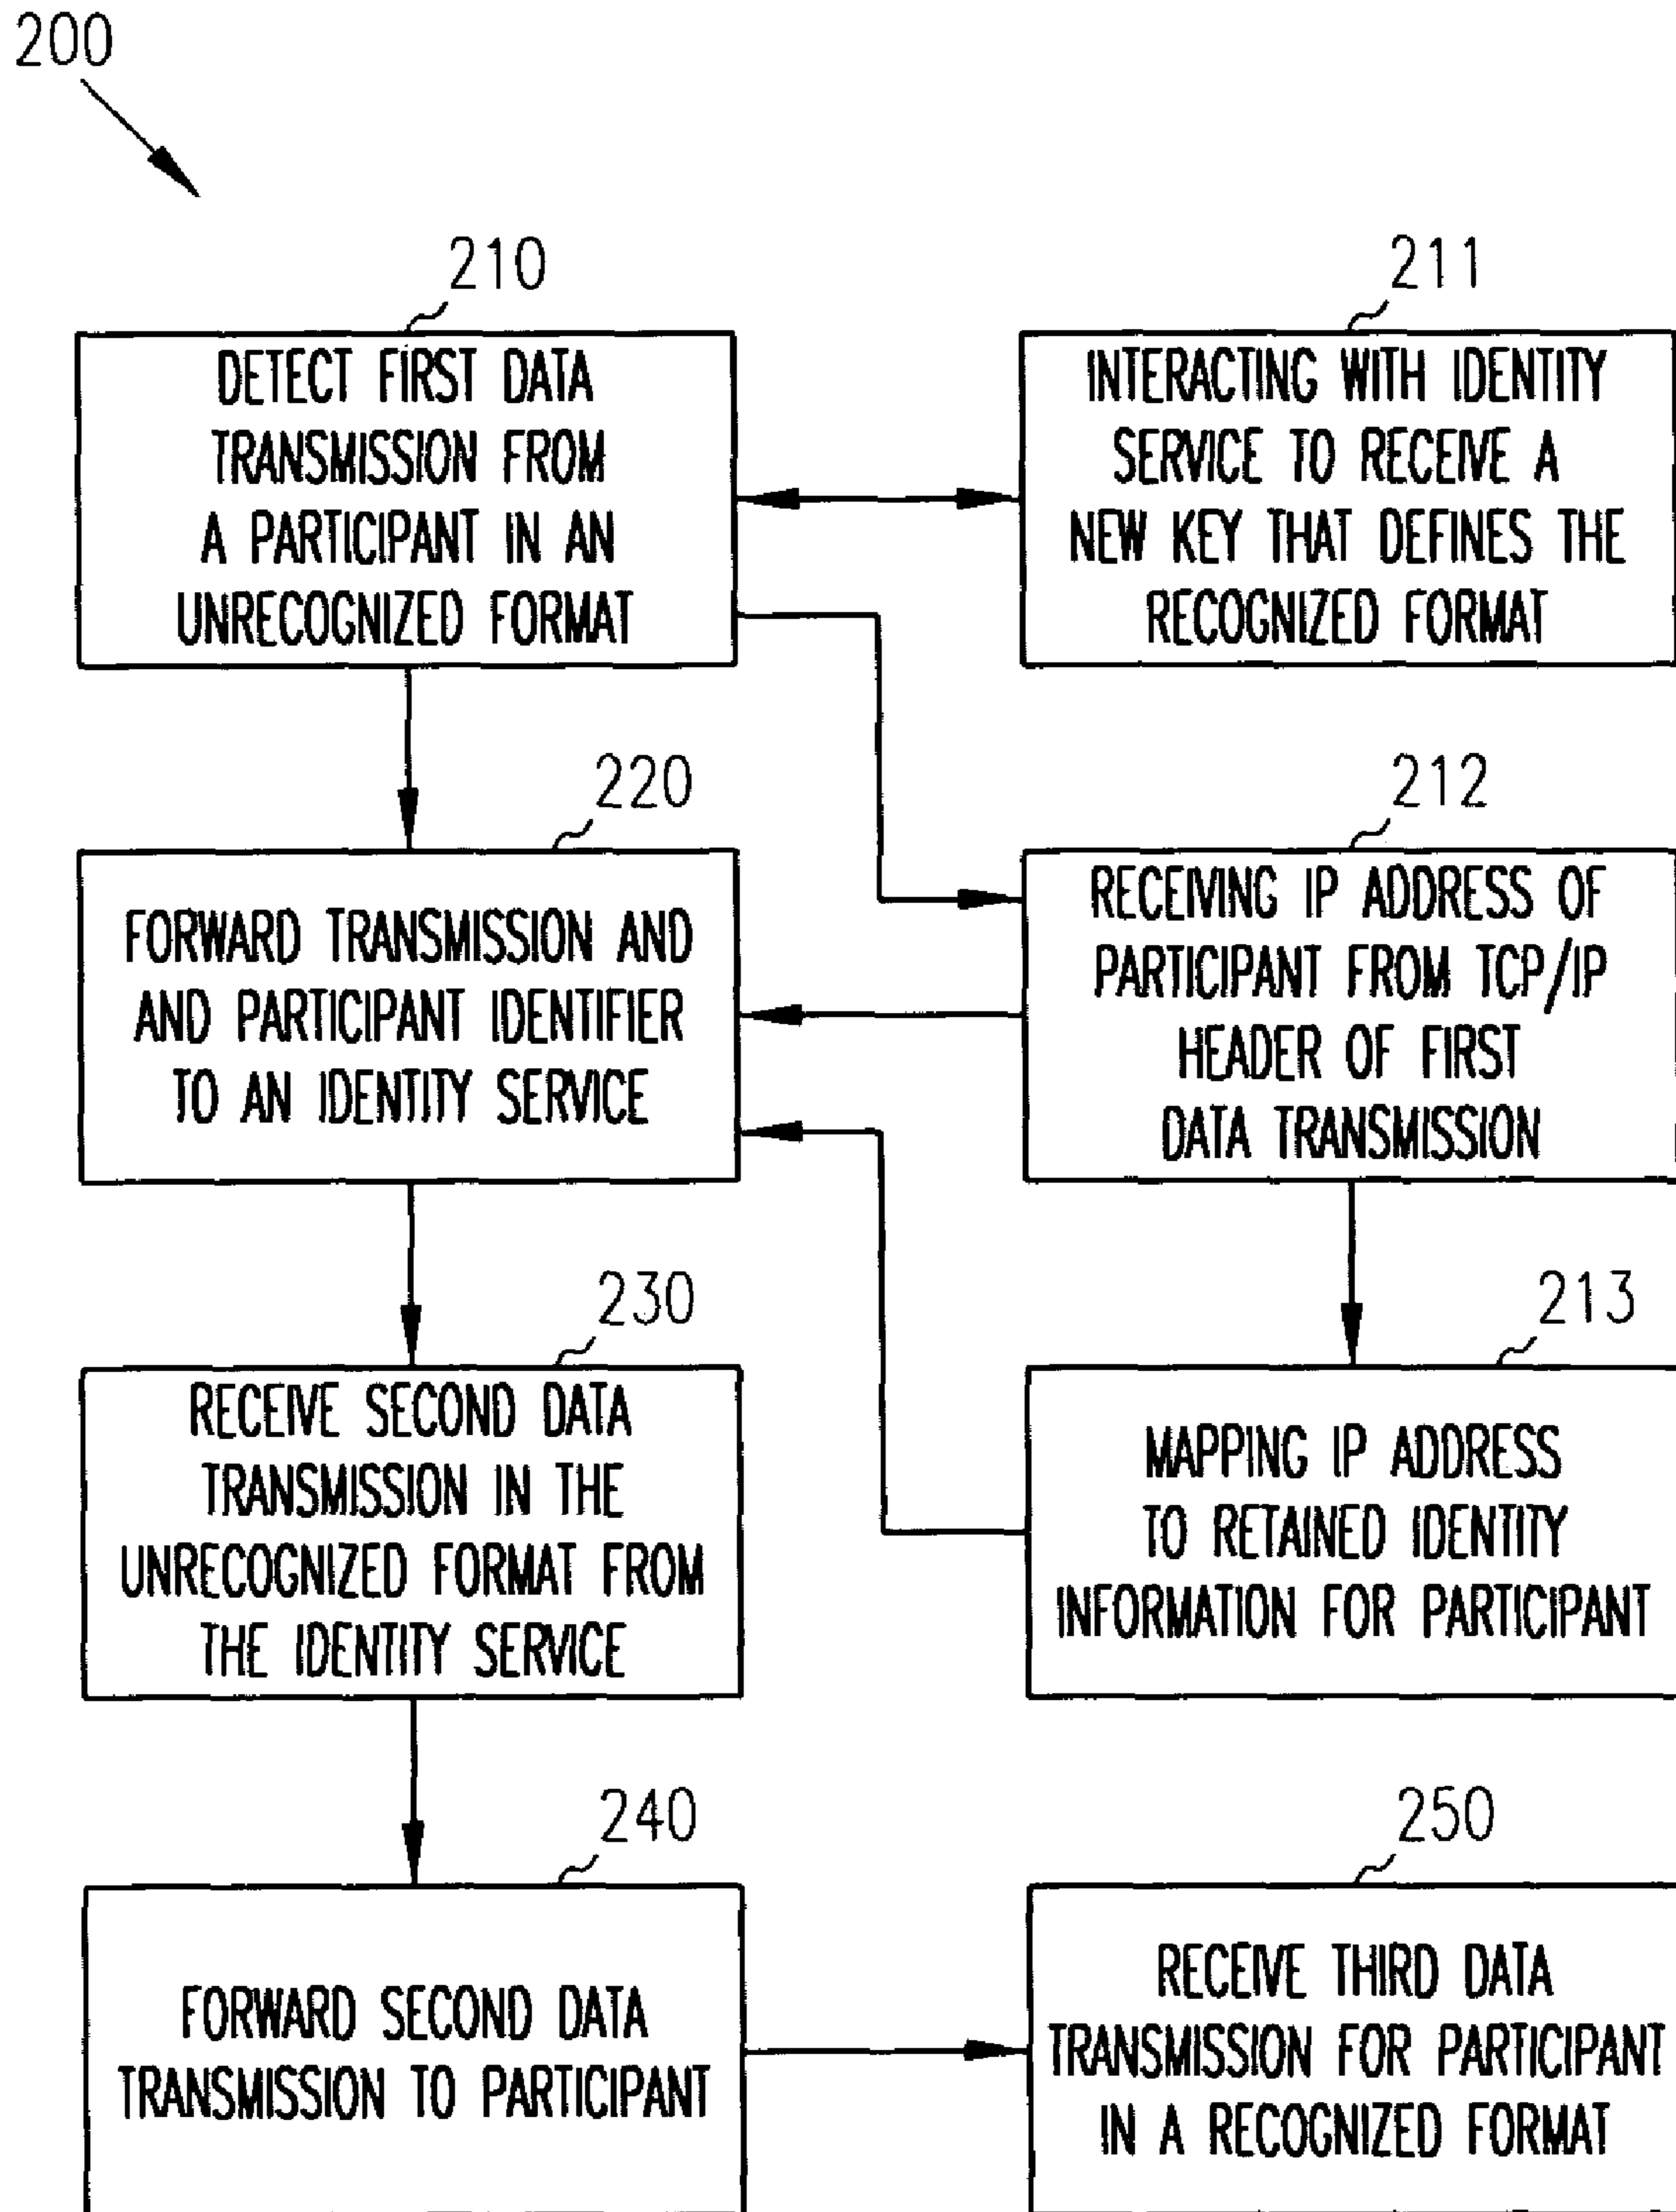 200
210
DETECT FIRST DATA
TRANSMISSION FROM
A PARTICIPANT IN AN
UNRECOGNIZED FORMAT
211
INTERACTING WITH IDENTITY
SERVICE TO RECEIVE A
NEW KEY THAT DEFINES THE
RECOGNIZED FORMAT
220
FORWARD TRANSMISSION AND
AND PARTICIPANT IDENTIFIER
TO AN IDENTITY SERVICE
212
RECEIVING IP ADDRESS OF
PARTICIPANT FROM TCP/IP
HEADER OF FIRST
DATA TRANSMISSION
230
RECEIVE SECOND DATA
TRANSMISSION IN THE
UNRECOGNIZED FORMAT FROM
THE IDENTITY SERVICE
213
MAPPING IP ADDRESS
TO RETAINED IDENTITY
INFORMATION FOR PARTICIPANT
240
FORWARD SECOND DATA
TRANSMISSION TO PARTICIPANT
250
RECEIVE THIRD DATA
TRANSMISSION FOR PARTICIPANT
IN A RECOGNIZED FORMAT